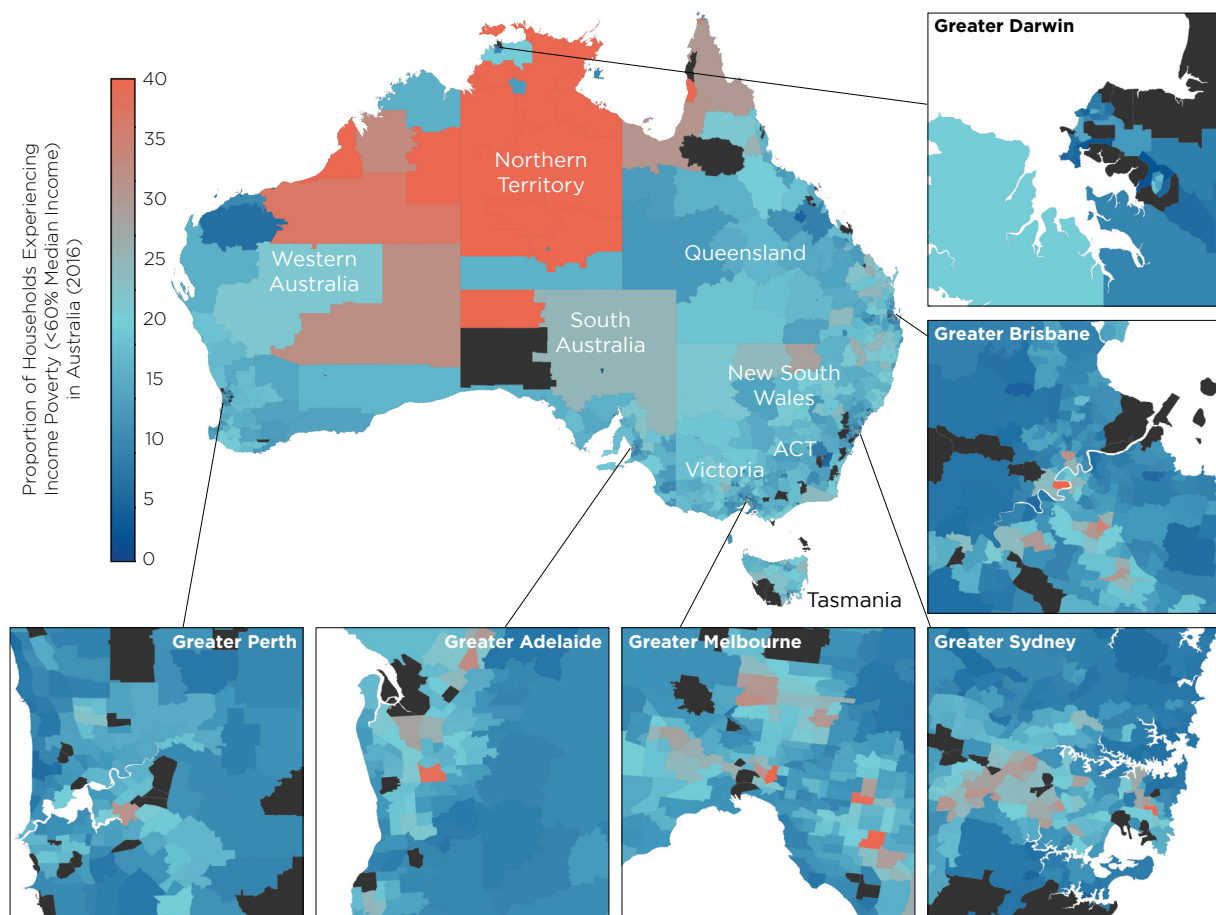 Proportion of Households Experiencing
Income Poverty (<60% Median Income)
in Australia (2016)
40
35
30
25
20
15
10
5
0
Northern
Territory
Western
Australia
Queensland
South
Australia
New South
Wales
ACT
Victoria
Tasmania
Greater Darwin
Greater Brisbane
Greater Perth
Greater Adelaide
Greater Melbourne
Greater Sydney